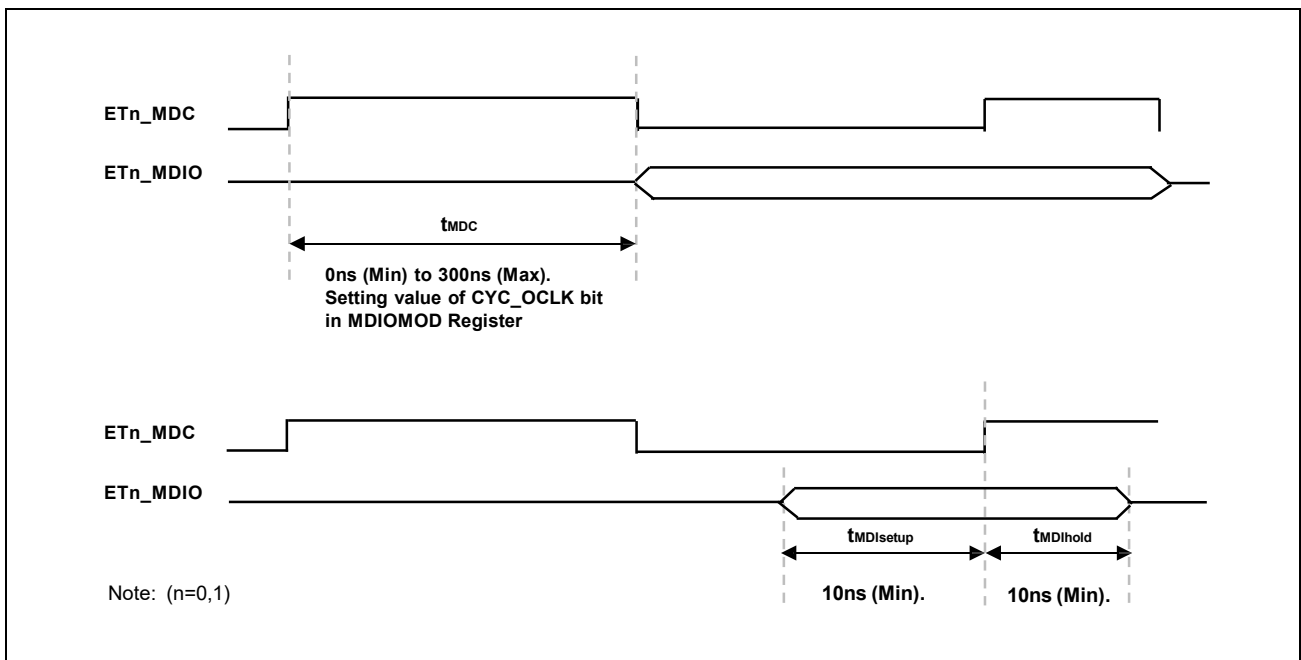 ETn_MDC
ETn_MDIO
tMDC
0ns (Min) to 300ns (Max).
Setting value of CYC_OCLK bit
in MDIOMOD Register
ETn_MDC
ETn_MDIO
tMDIsetup
tMDIhold
10ns (Min).
10ns (Min).
Note: (n=0,1)